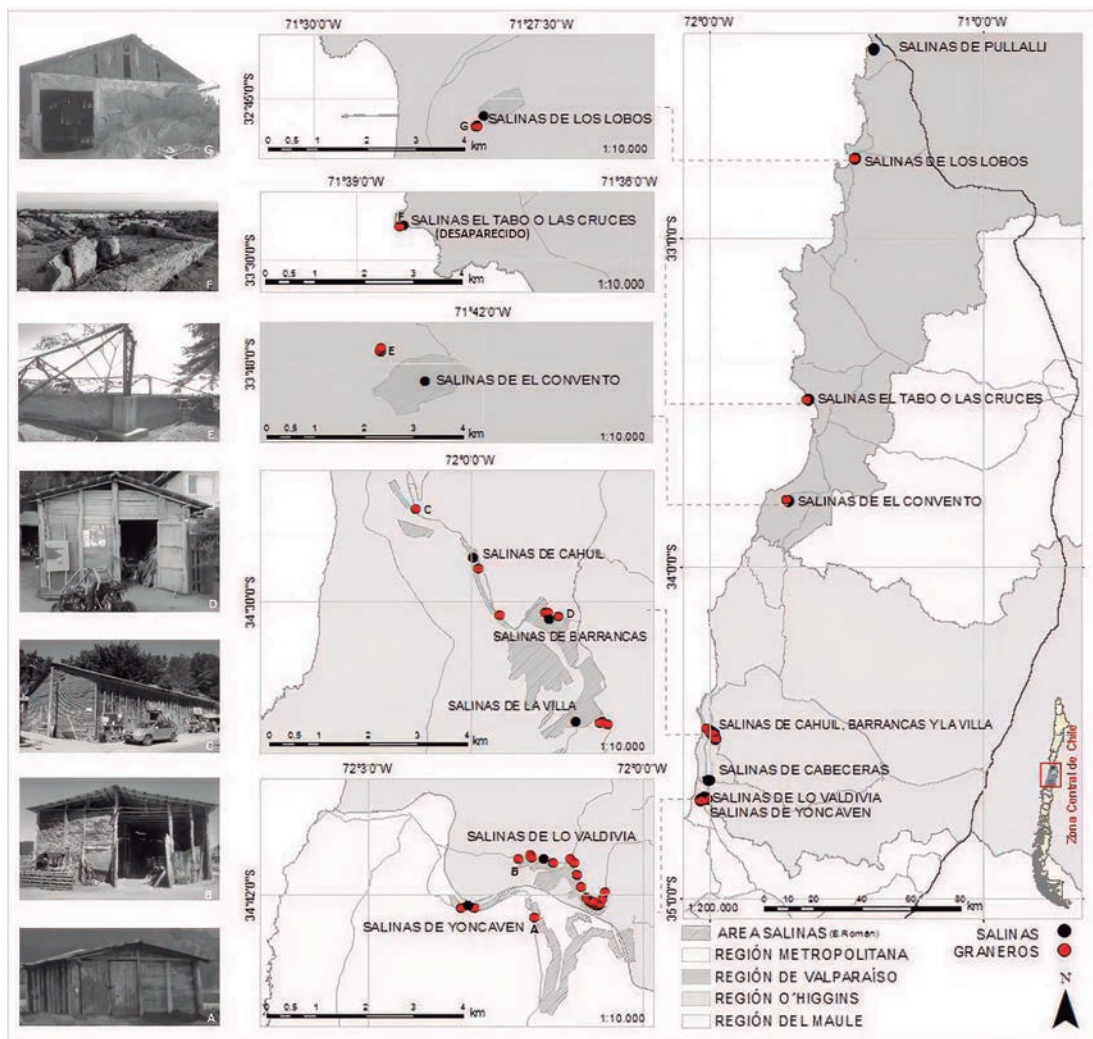 G
F
E
D
C
B
A
71°30'0"W 71°27'30"W
32°45'0"S
G SALINAS DE LOS LOBOS
0 0,5 1 2 3 4
km
1:10.000
71°39'0"W 71°36'0"W
33°30'0"S
F SALINAS EL TABO O LAS CRUCES
(DESAPARECIDO)
0 0,5 1 2 4
km
1:10.000
71°42'0"W
33°48'0"S
E
SALINAS DE EL CONVENTO
0 0,5 1 2 3 4
km
1:10.000
72°0'0"W
34°30'0"S
C
SALINAS DE CAHUIL
D
SALINAS DE BARRANCAS
SALINAS DE LA VILLA
0 0,5 1 2 3 4
km
1:10.000
72°3'0"W 72°0'0"W
34°42'0"S
SALINAS DE LO VALDIVIA
B
SALINAS DE YONCAVEN A
0 0,5 1 2 3 4
km
1:10.000
72°0'0"W 71°0'0"W
33°0'0"S
34°0'0"S
35°0'0"S
SALINAS DE PULLALLI
SALINAS DE LOS LOBOS
SALINAS EL TABO O LAS CRUCES
SALINAS DE EL CONVENTO
SALINAS DE CAHUIL, BARRANCAS Y LA VILLA
SALINAS DE CABECERAS
SALINAS DE LO VALDIVIA
SALINAS DE YONCAVEN
Zona Central de Chile
1:200.000 0 10 20 40 60 80
km
AREA SALINAS (E.Román)
REGIÓN METROPOLITANA
REGIÓN DE VALPARAÍSO
REGIÓN O´HIGGINS
REGIÓN DEL MAULE
SALINAS
GRANEROS
N